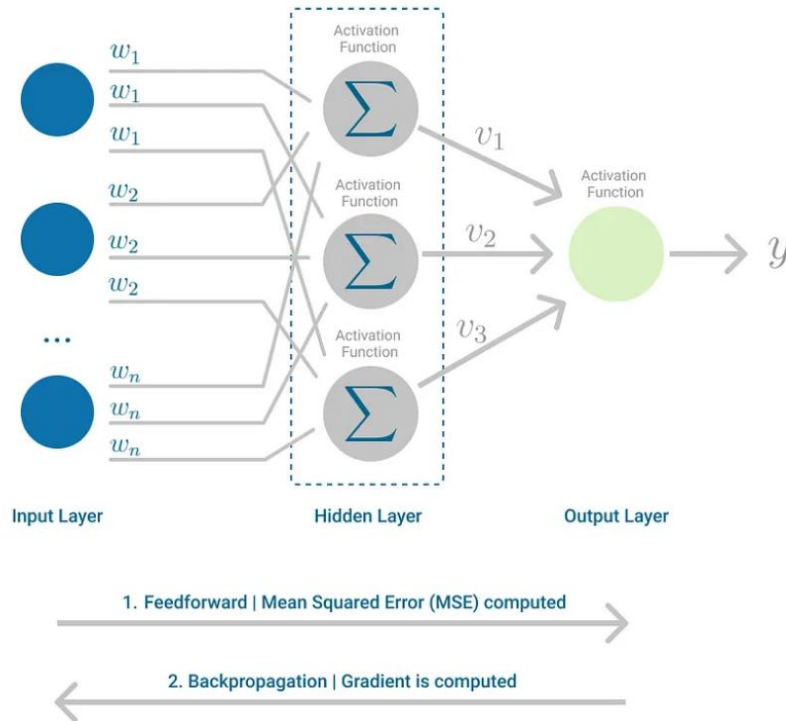 Activation
Function
w₁
w₁
w₁
∑
v₁
w₂
w₂
w₂
Activation
Function
∑
v₂
Activation
Function
y
...
wₙ
wₙ
wₙ
Activation
Function
∑
v₃
Input Layer
Hidden Layer
Output Layer
1. Feedforward | Mean Squared Error (MSE) computed
2. Backpropagation | Gradient is computed